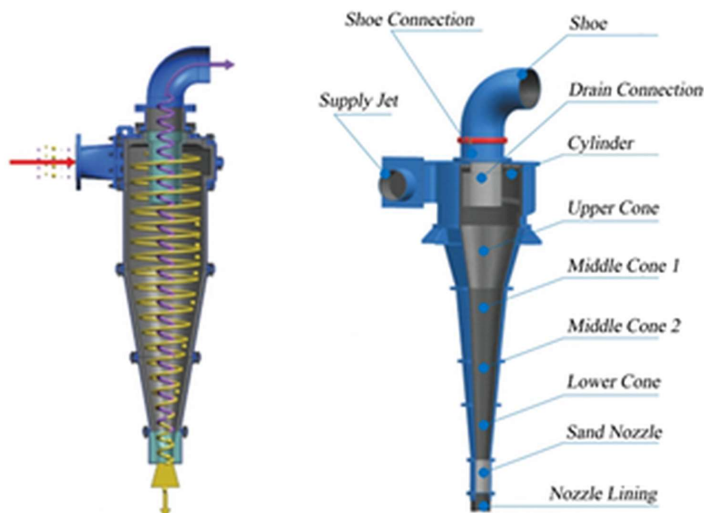 Shoe Connection
Shoe
Supply Jet
Drain Connection
Cylinder
Upper Cone
Middle Cone 1
Middle Cone 2
Lower Cone
Sand Nozzle
Nozzle Lining